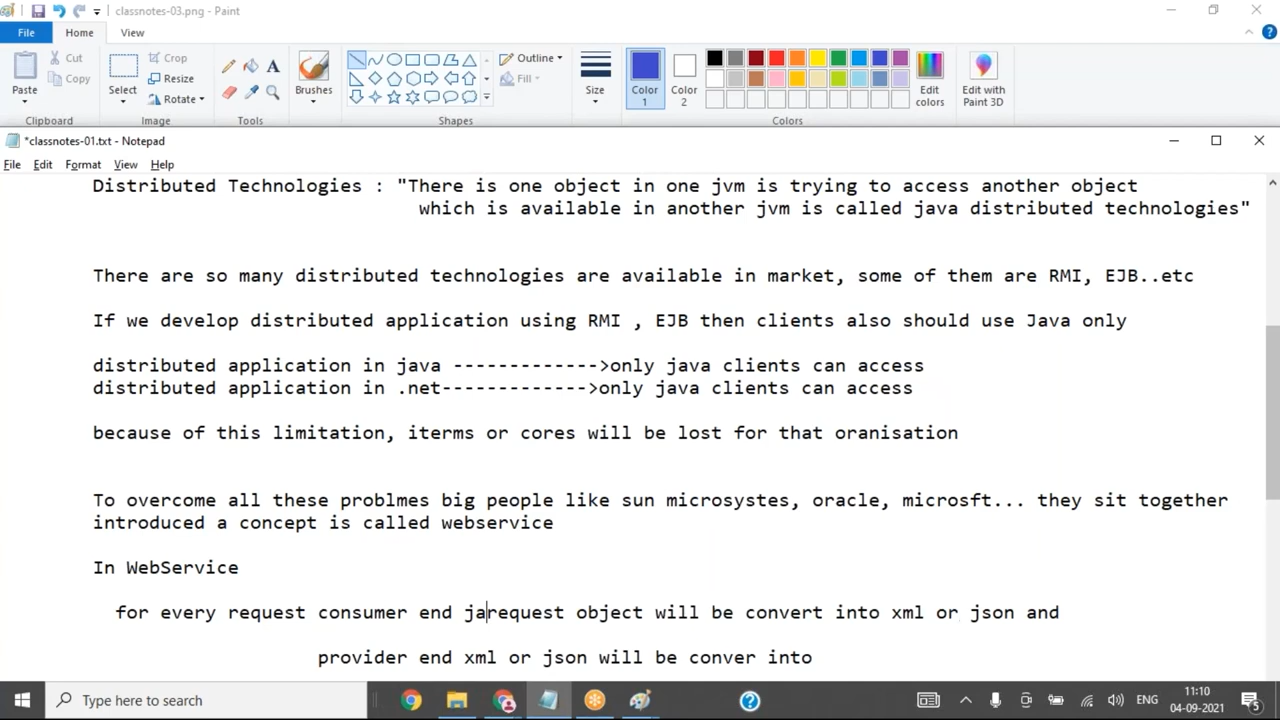 classnotes-03.png - Paint
File Home View
Paste
Cut
Copy
Clipboard
Select
Crop
Resize
Rotate
Image
A
Tools
Brushes
Outline
Fill
Shapes
Size
Color 1
Color 2
Edit colors
Colors
Edit with Paint 3D
*classnotes-01.txt - Notepad
File Edit Format View Help
Distributed Technologies : "There is one object in one jvm is trying to access another object
which is available in another jvm is called java distributed technologies"
There are so many distributed technologies are available in market, some of them are RMI, EJB..etc
If we develop distributed application using RMI , EJB then clients also should use Java only
distributed application in java ------------->only java clients can access
distributed application in .net------------->only java clients can access
because of this limitation, iterms or cores will be lost for that oranisation
To overcome all these problmes big people like sun microsystes, oracle, microsft... they sit together
introduced a concept is called webservice
In WebService
for every request consumer end jarequest object will be convert into xml or json and
provider end xml or json will be conver into
Type here to search
ENG
11:10
04-09-2021
5